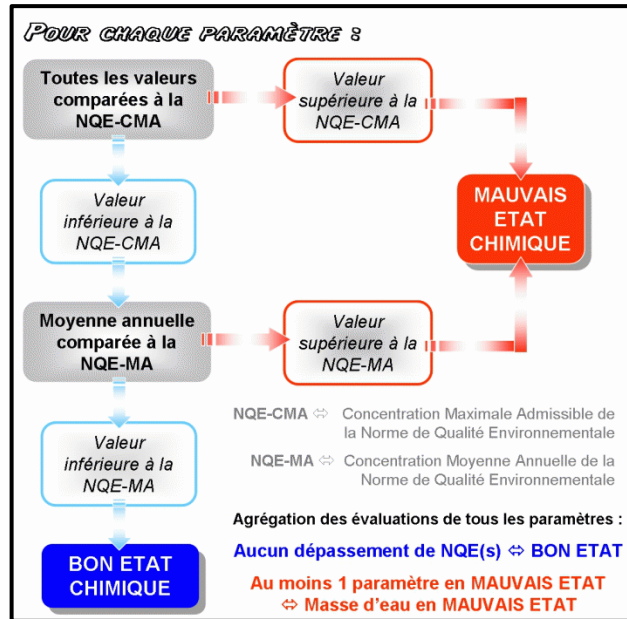 POUR CHAQUE PARAMÈTRE :
Toutes les valeurs
comparées à la
NQE-CMA
Valeur
supérieure à la
NQE-CMA
Valeur
inférieure à la
NQE-CMA
MAUVAIS
ETAT
CHIMIQUE
Moyenne annuelle
comparée à la
NQE-MA
Valeur
supérieure à la
NQE-MA
Valeur
inférieure à la
NQE-MA
BON ETAT
CHIMIQUE
NQE-CMA ⇔ Concentration Maximale Admissible de
la Norme de Qualité Environnementale
NQE-MA ⇔ Concentration Moyenne Annuelle de la
Norme de Qualité Environnementale
Agrégation des évaluations de tous les paramètres :
Aucun dépassement de NQE(s) ⇔ BON ETAT
Au moins 1 paramètre en MAUVAIS ETAT
⇔ Masse d'eau en MAUVAIS ETAT